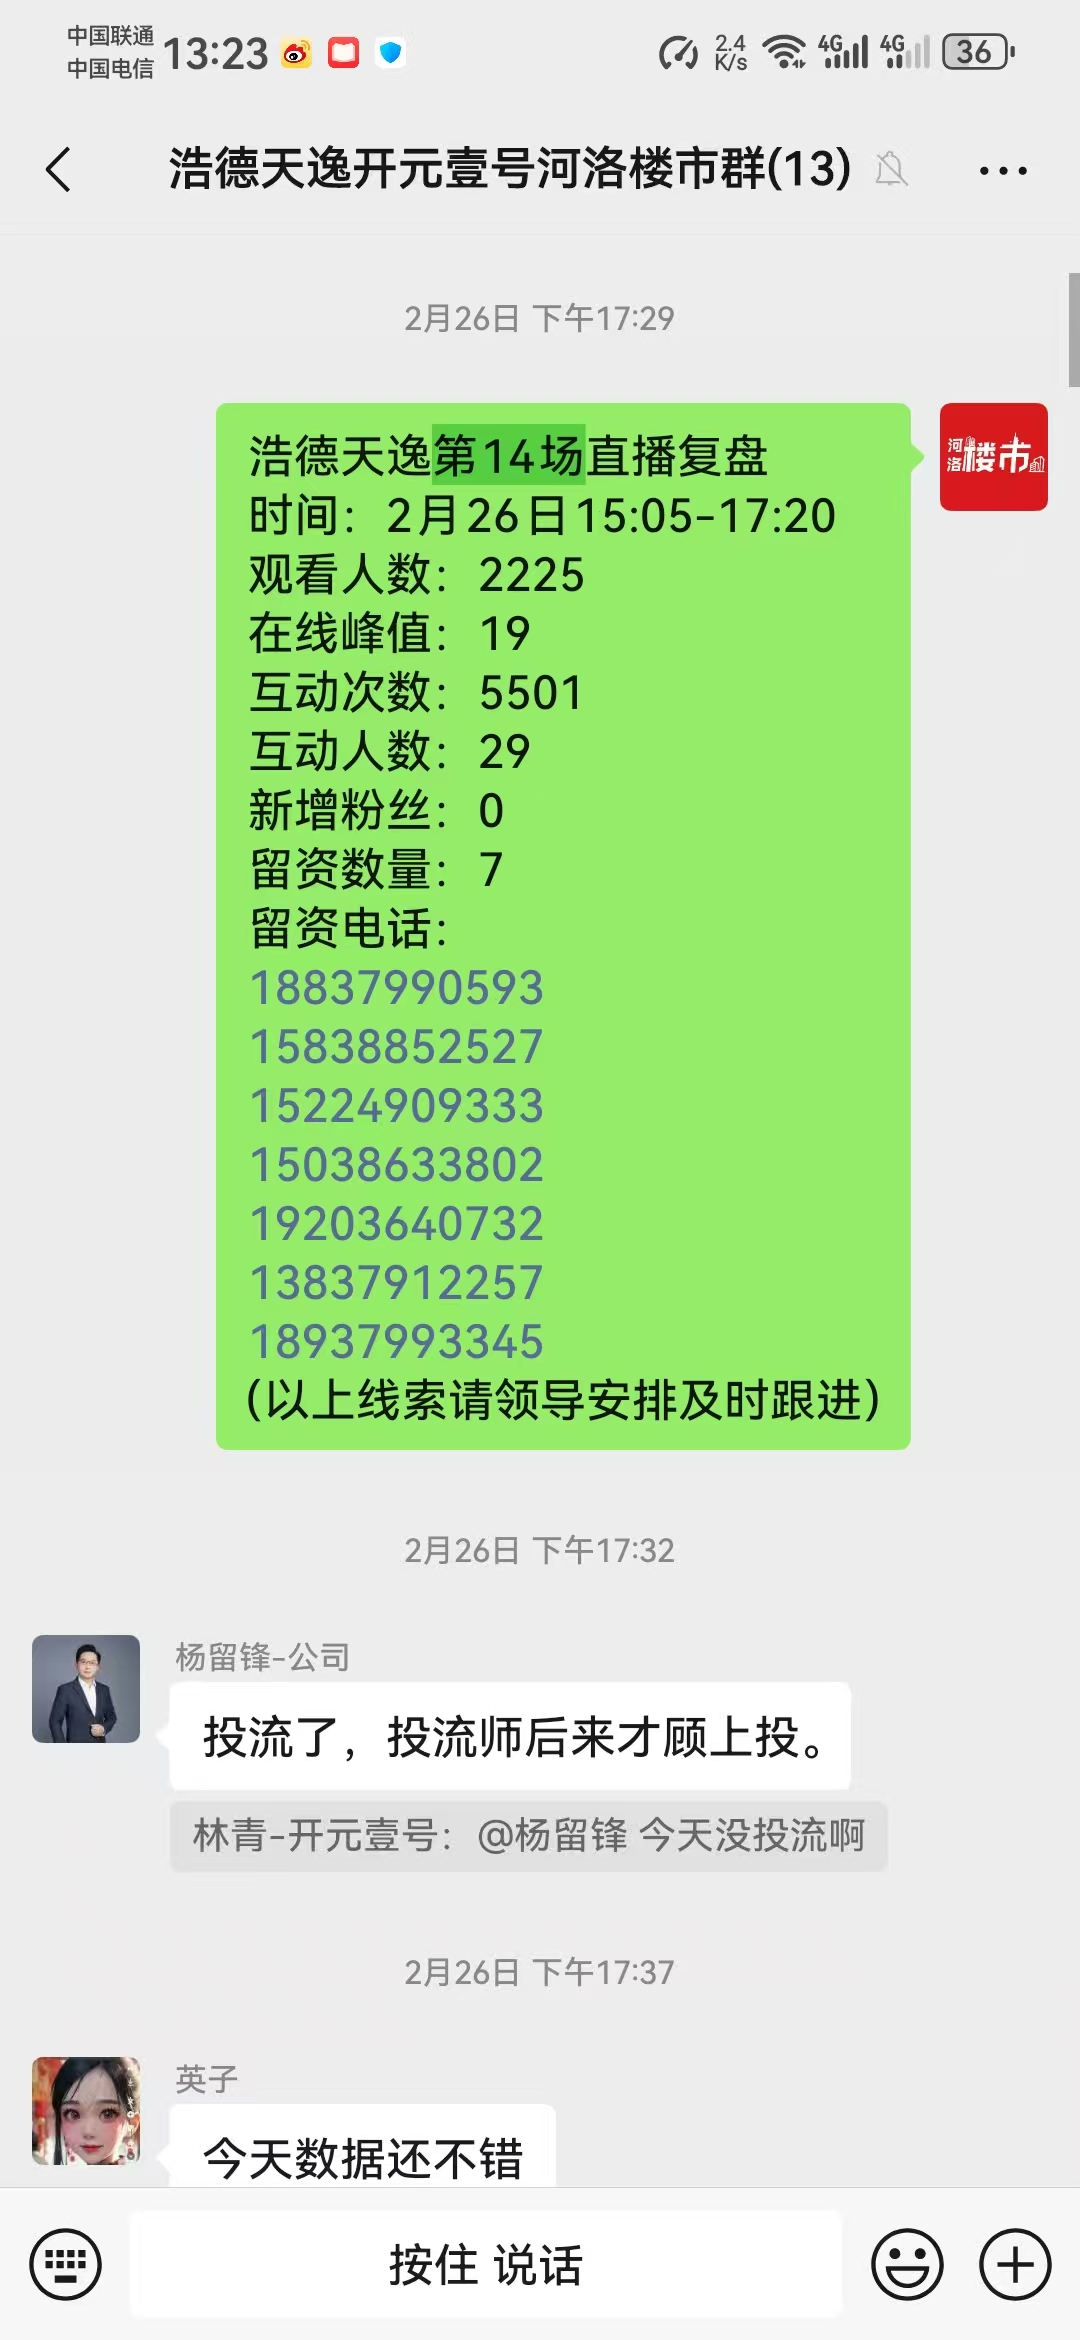 中国联通
中国电信
13:23
2.4
K/s
4G
4G
36
浩德天逸开元壹号河洛楼市群(13)
2月26日 下午17:29
浩德天逸第14场直播复盘
时间：2月26日15:05-17:20
观看人数：2225
在线峰值：19
互动次数：5501
互动人数：29
新增粉丝：0
留资数量：7
留资电话：
18837990593
15838852527
15224909333
15038633802
19203640732
13837912257
18937993345
(以上线索请领导安排及时跟进)
河洛楼市
2月26日 下午17:32
杨留锋-公司
投流了，投流师后来才顾上投。
林青-开元壹号：@杨留锋 今天没投流啊
2月26日 下午17:37
英子
今天数据还不错
按住 说话